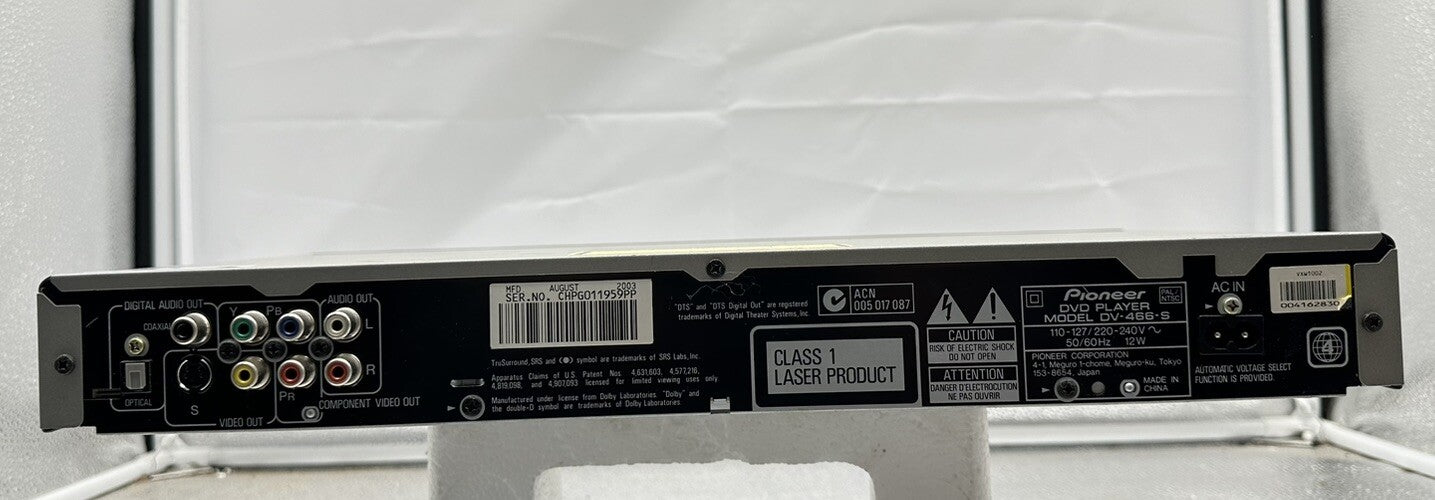 DIGITAL AUDIO OUT
COAXIAL
OPTICAL
S
VIDEO OUT
Y
PB
PR
COMPONENT VIDEO OUT
AUDIO OUT
L
R
MFD AUGUST 2003
SER.NO. CHPG011959PP
TruSurround, SRS and (●) symbol are trademarks of SRS Labs, Inc.
Apparatus Claims of U.S. Patent Nos. 4,631,603, 4,577,216,
4,819,098, and 4,907,093 licensed for limited viewing uses only.
Manufactured under license from Dolby Laboratories. "Dolby" and
the double-D symbol are trademarks of Dolby Laboratories.
"DTS" and "DTS Digital Out" are registered
trademarks of Digital Theater Systems, Inc.
ACN
005 017 087
CLASS 1
LASER PRODUCT
CAUTION
RISK OF ELECTRIC SHOCK
DO NOT OPEN
ATTENTION
DANGER D'ELECTROCUTION
NE PAS OUVRIR
Pioneer
DVD PLAYER
MODEL DV-466-S
PAL/
NTSC
110-127/220-240V ~
50/60Hz 12W
PIONEER CORPORATION
4-1, Meguro 1-chome, Meguro-ku, Tokyo
153-8654, Japan
MADE IN
CHINA
AC IN
AUTOMATIC VOLTAGE SELECT
FUNCTION IS PROVIDED.
VXW1002
004162830
4